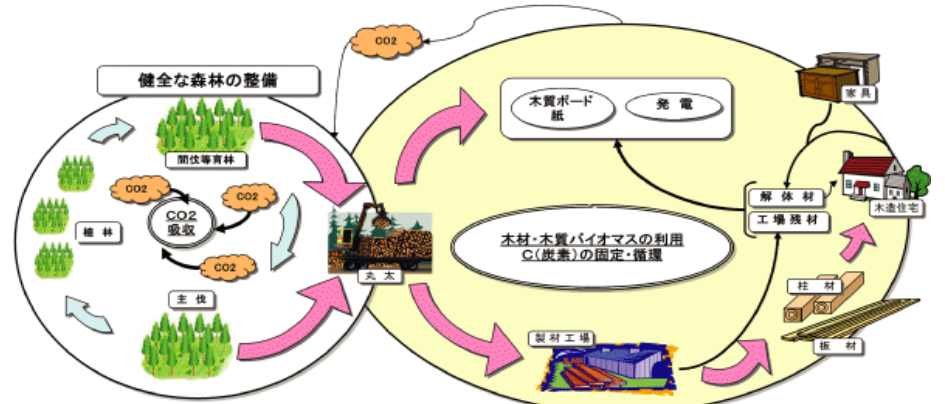 CO2
健全な森林の整備
間伐等育林
CO2
CO2
CO2
吸収
CO2
植林
主伐
丸太
木質ボード
紙
発電
木材・木質バイオマスの利用
C(炭素)の固定・循環
製材工場
家具
解体材
工場残材
木造住宅
柱材
板材